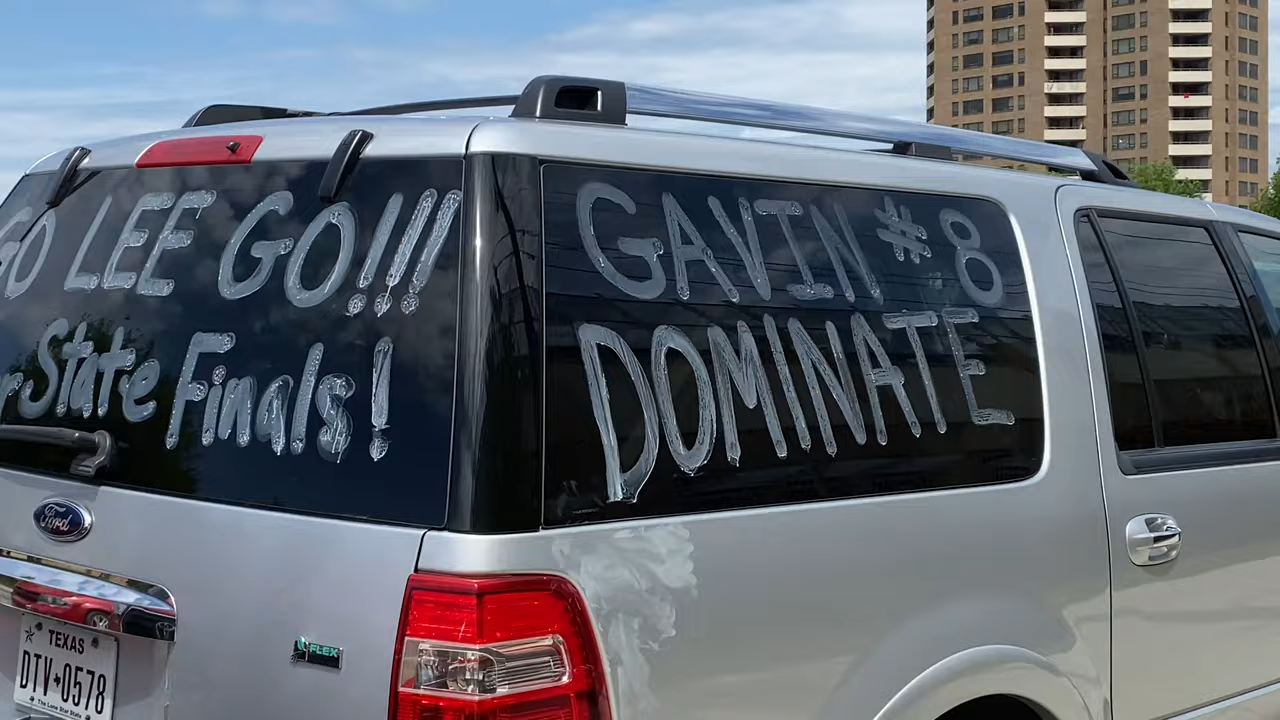 GO LEE GO!!!
State Finals!
GAVIN #8
DOMINATE
Ford
FLEX
TEXAS
DTV 0578
The Lone Star State